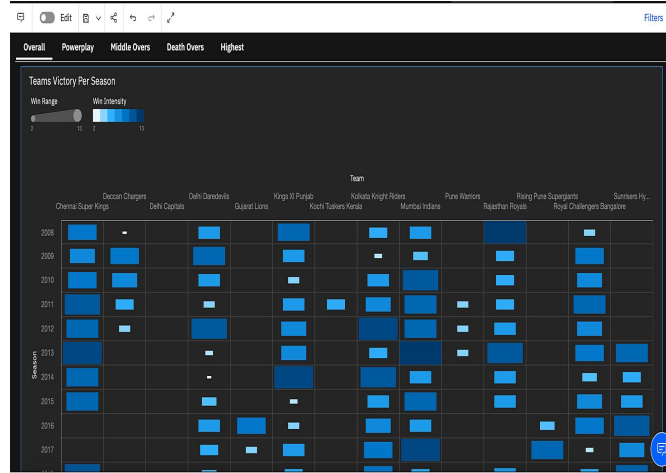 Edit
Filters
Overall Powerplay Middle Overs Death Overs Highest
Teams Victory Per Season
Win Range Win Intensity
2 13 2 13
Team
Deccan Chargers Delhi Daredevils Kings XI Punjab Kolkata Knight Riders Pune Warriors Rising Pune Supergiants Sunrisers Hy...
Chennai Super Kings Delhi Capitals Gujarat Lions Kochi Tuskers Kerala Mumbai Indians Rajasthan Royals Royal Challengers Bangalore
Season
2008
2009
2010
2011
2012
2013
2014
2015
2016
2017